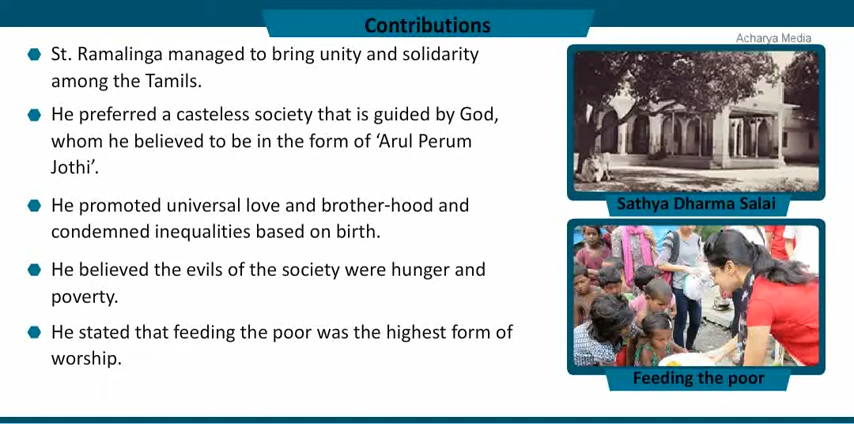 Contributions
Acharya Media
St. Ramalinga managed to bring unity and solidarity
among the Tamils.
He preferred a casteless society that is guided by God,
whom he believed to be in the form of ‘Arul Perum
Jothi’.
He promoted universal love and brother-hood and
condemned inequalities based on birth.
He believed the evils of the society were hunger and
poverty.
He stated that feeding the poor was the highest form of
worship.
Sathya Dharma Salai
Feeding the poor